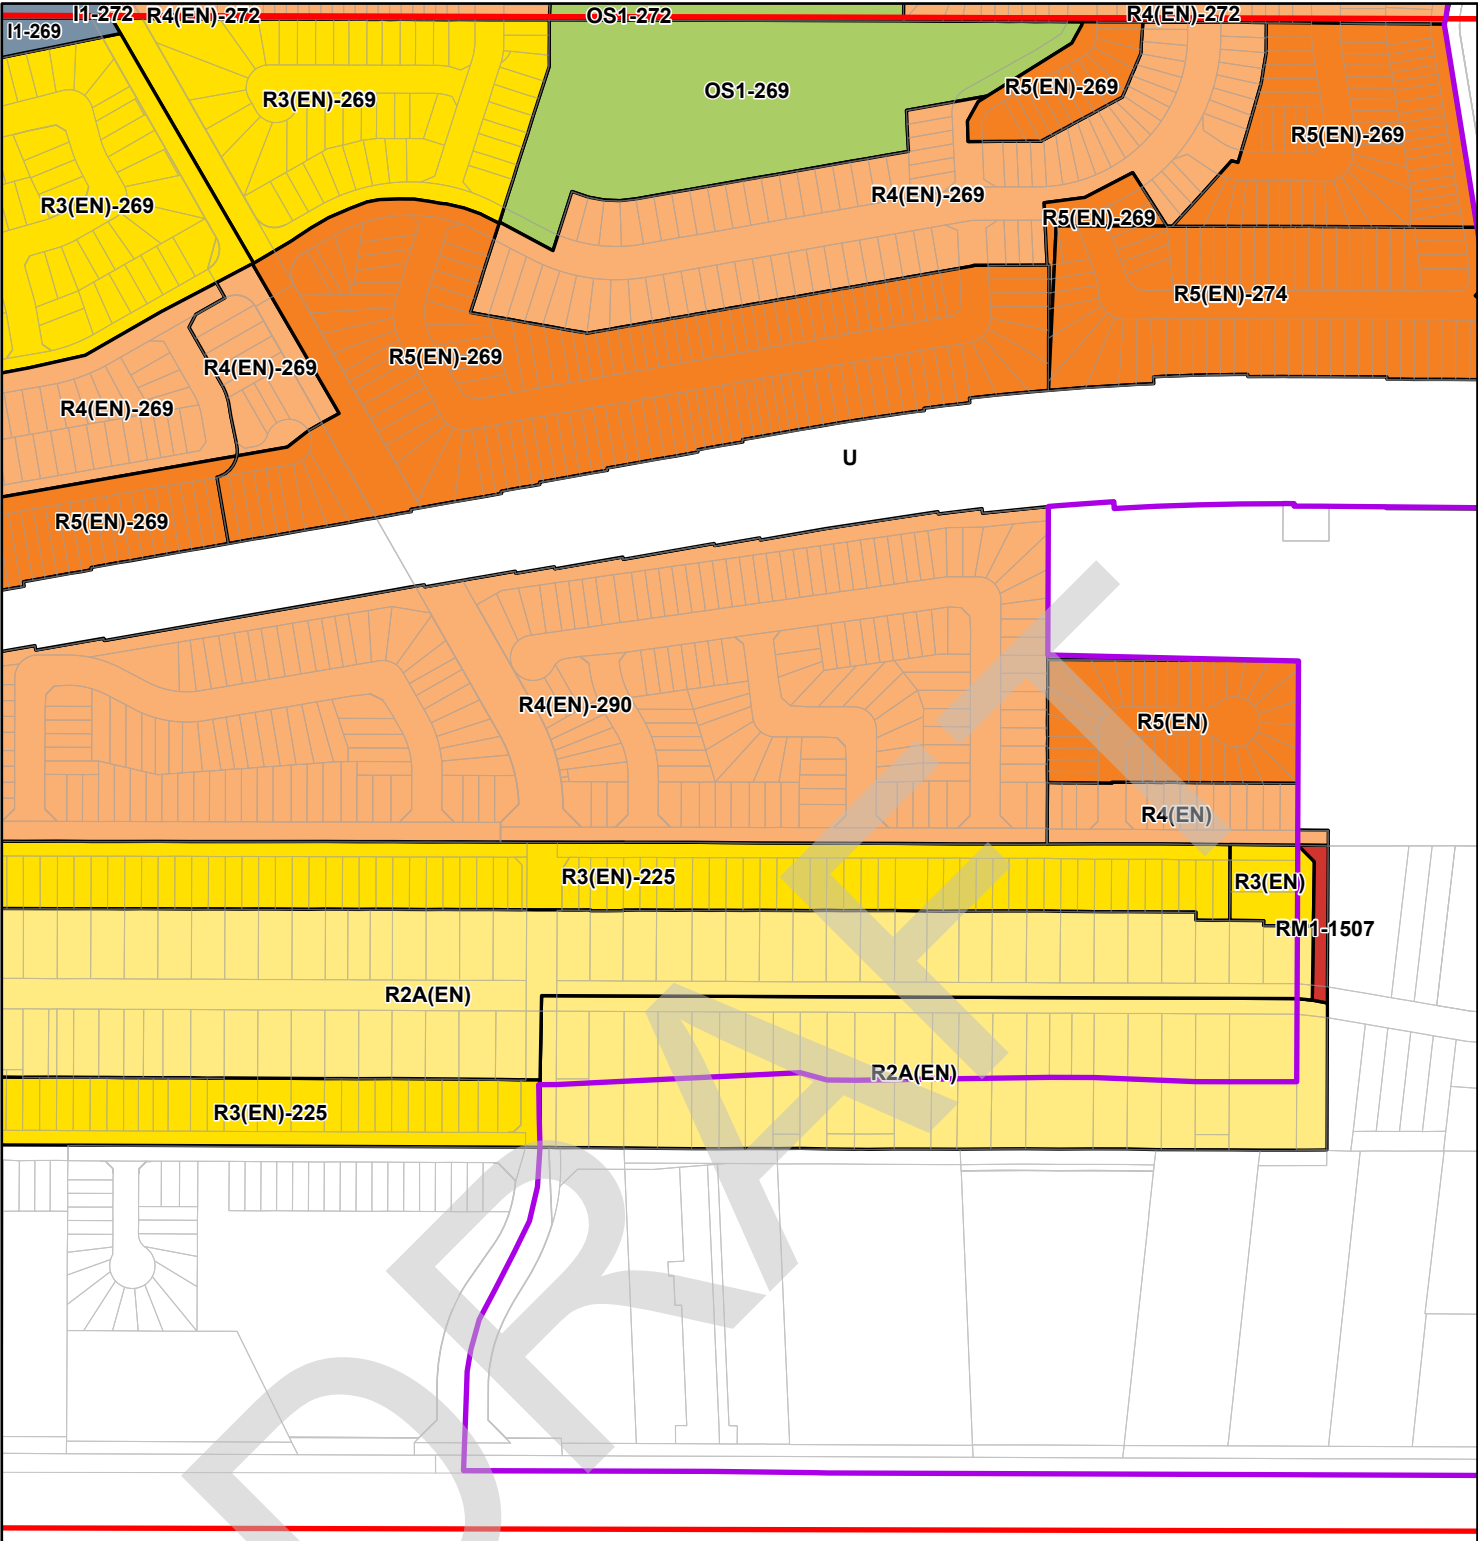 I1-272
R4(EN)-272
OS1-272
R4(EN)-272
I1-269
OS1-269
R5(EN)-269
R3(EN)-269
R5(EN)-269
R4(EN)-269
R3(EN)-269
R5(EN)-269
R5(EN)-274
R5(EN)-269
R4(EN)-269
R4(EN)-269
U
R5(EN)-269
R4(EN)-290
R5(EN)
R4(EN)
R3(EN)-225
R3(EN)
RM1-1507
R2A(EN)
R2A(EN)
R3(EN)-225
DRAFT